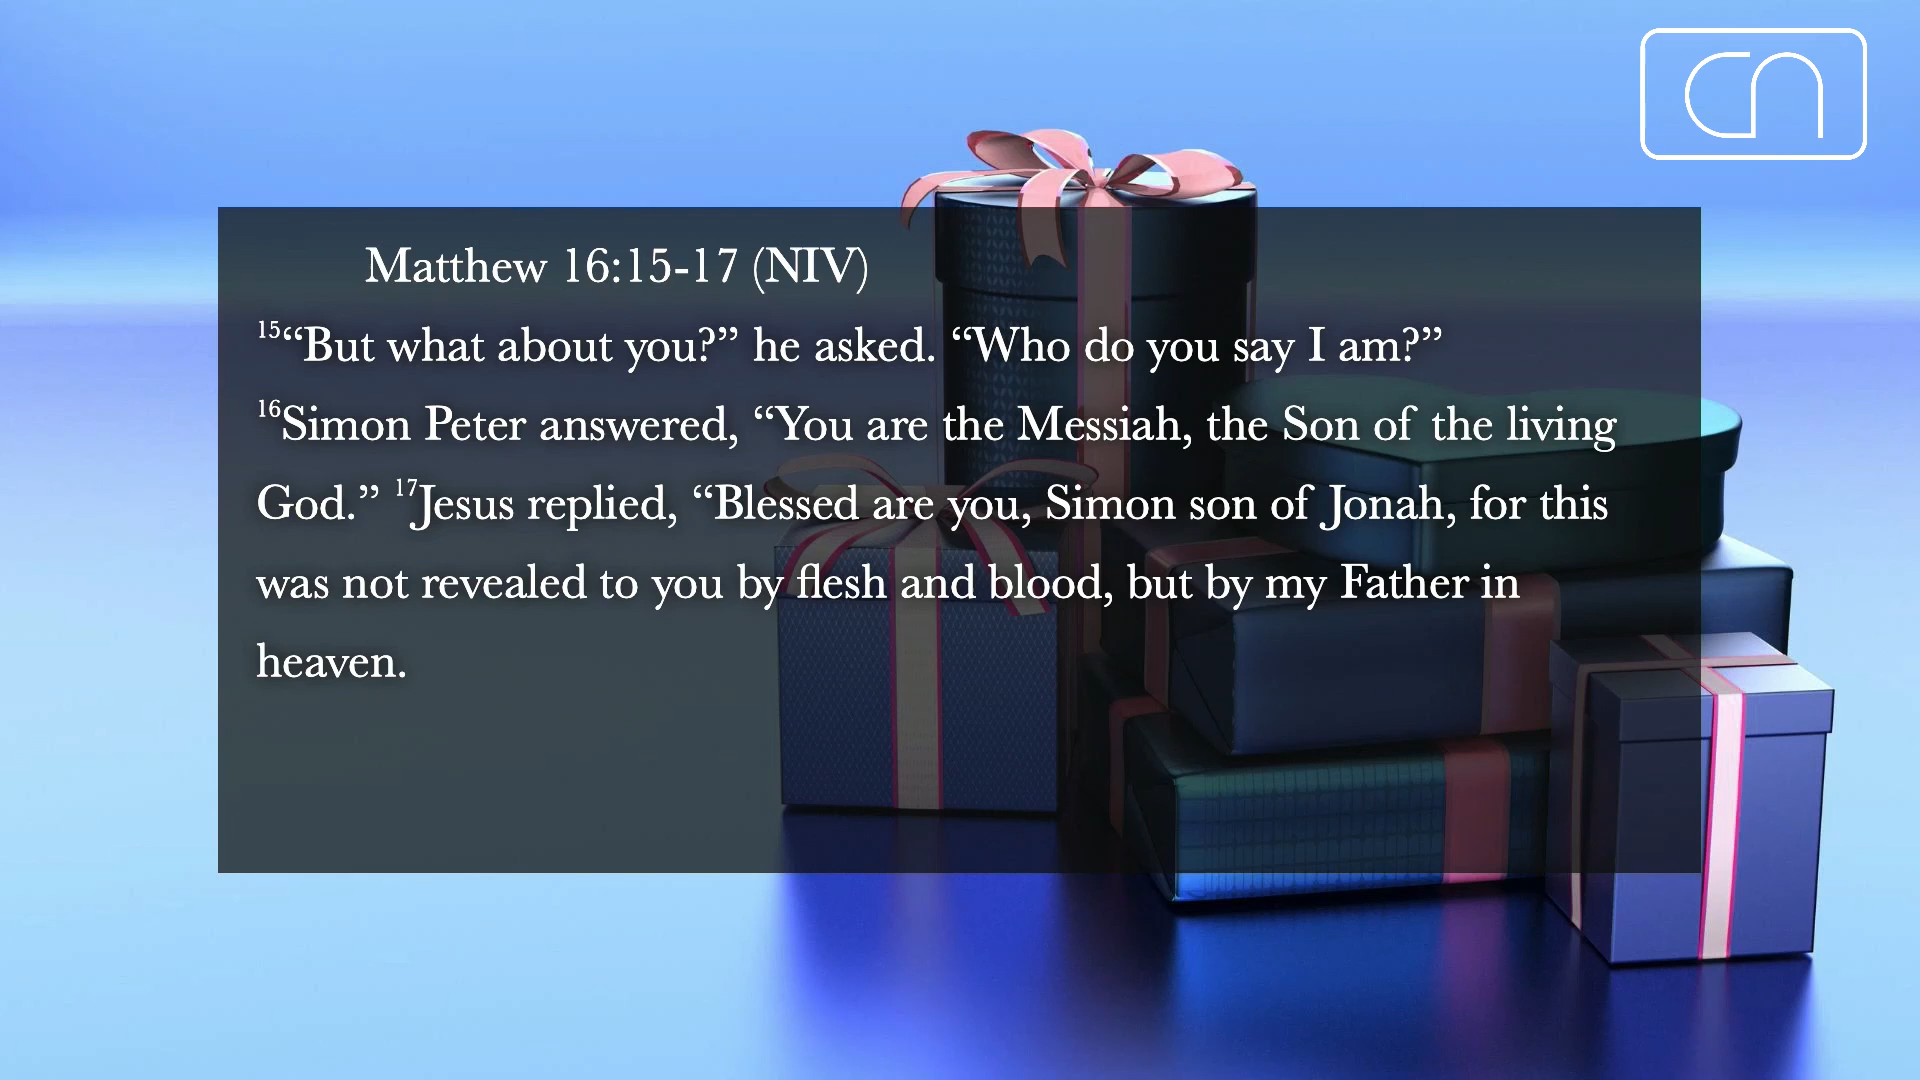 Matthew 16:15-17 (NIV)
¹⁵“But what about you?” he asked. “Who do you say I am?”
¹⁶Simon Peter answered, “You are the Messiah, the Son of the living
God.” ¹⁷Jesus replied, “Blessed are you, Simon son of Jonah, for this
was not revealed to you by flesh and blood, but by my Father in
heaven.